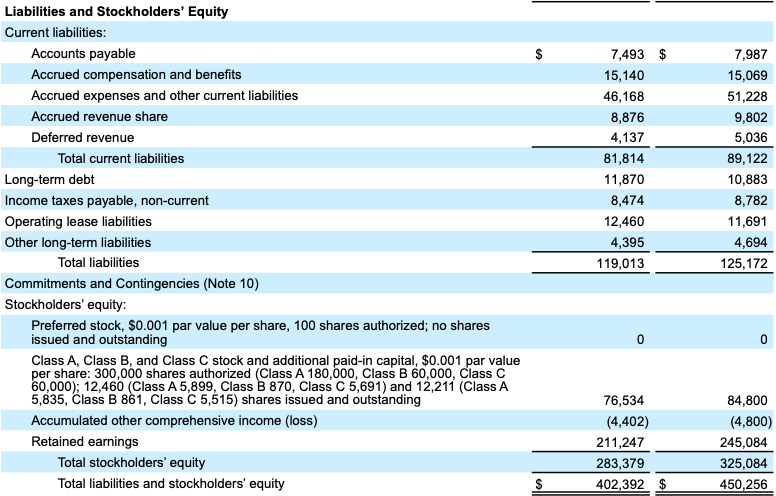 Liabilities and Stockholders’ Equity
Current liabilities:
Accounts payable $ 7,493 $ 7,987
Accrued compensation and benefits 15,140 15,069
Accrued expenses and other current liabilities 46,168 51,228
Accrued revenue share 8,876 9,802
Deferred revenue 4,137 5,036
Total current liabilities 81,814 89,122
Long-term debt 11,870 10,883
Income taxes payable, non-current 8,474 8,782
Operating lease liabilities 12,460 11,691
Other long-term liabilities 4,395 4,694
Total liabilities 119,013 125,172
Commitments and Contingencies (Note 10)
Stockholders’ equity:
Preferred stock, $0.001 par value per share, 100 shares authorized; no shares
issued and outstanding 0 0
Class A, Class B, and Class C stock and additional paid-in capital, $0.001 par value
per share: 300,000 shares authorized (Class A 180,000, Class B 60,000, Class C
60,000); 12,460 (Class A 5,899, Class B 870, Class C 5,691) and 12,211 (Class A
5,835, Class B 861, Class C 5,515) shares issued and outstanding 76,534 84,800
Accumulated other comprehensive income (loss) (4,402) (4,800)
Retained earnings 211,247 245,084
Total stockholders’ equity 283,379 325,084
Total liabilities and stockholders’ equity $ 402,392 $ 450,256